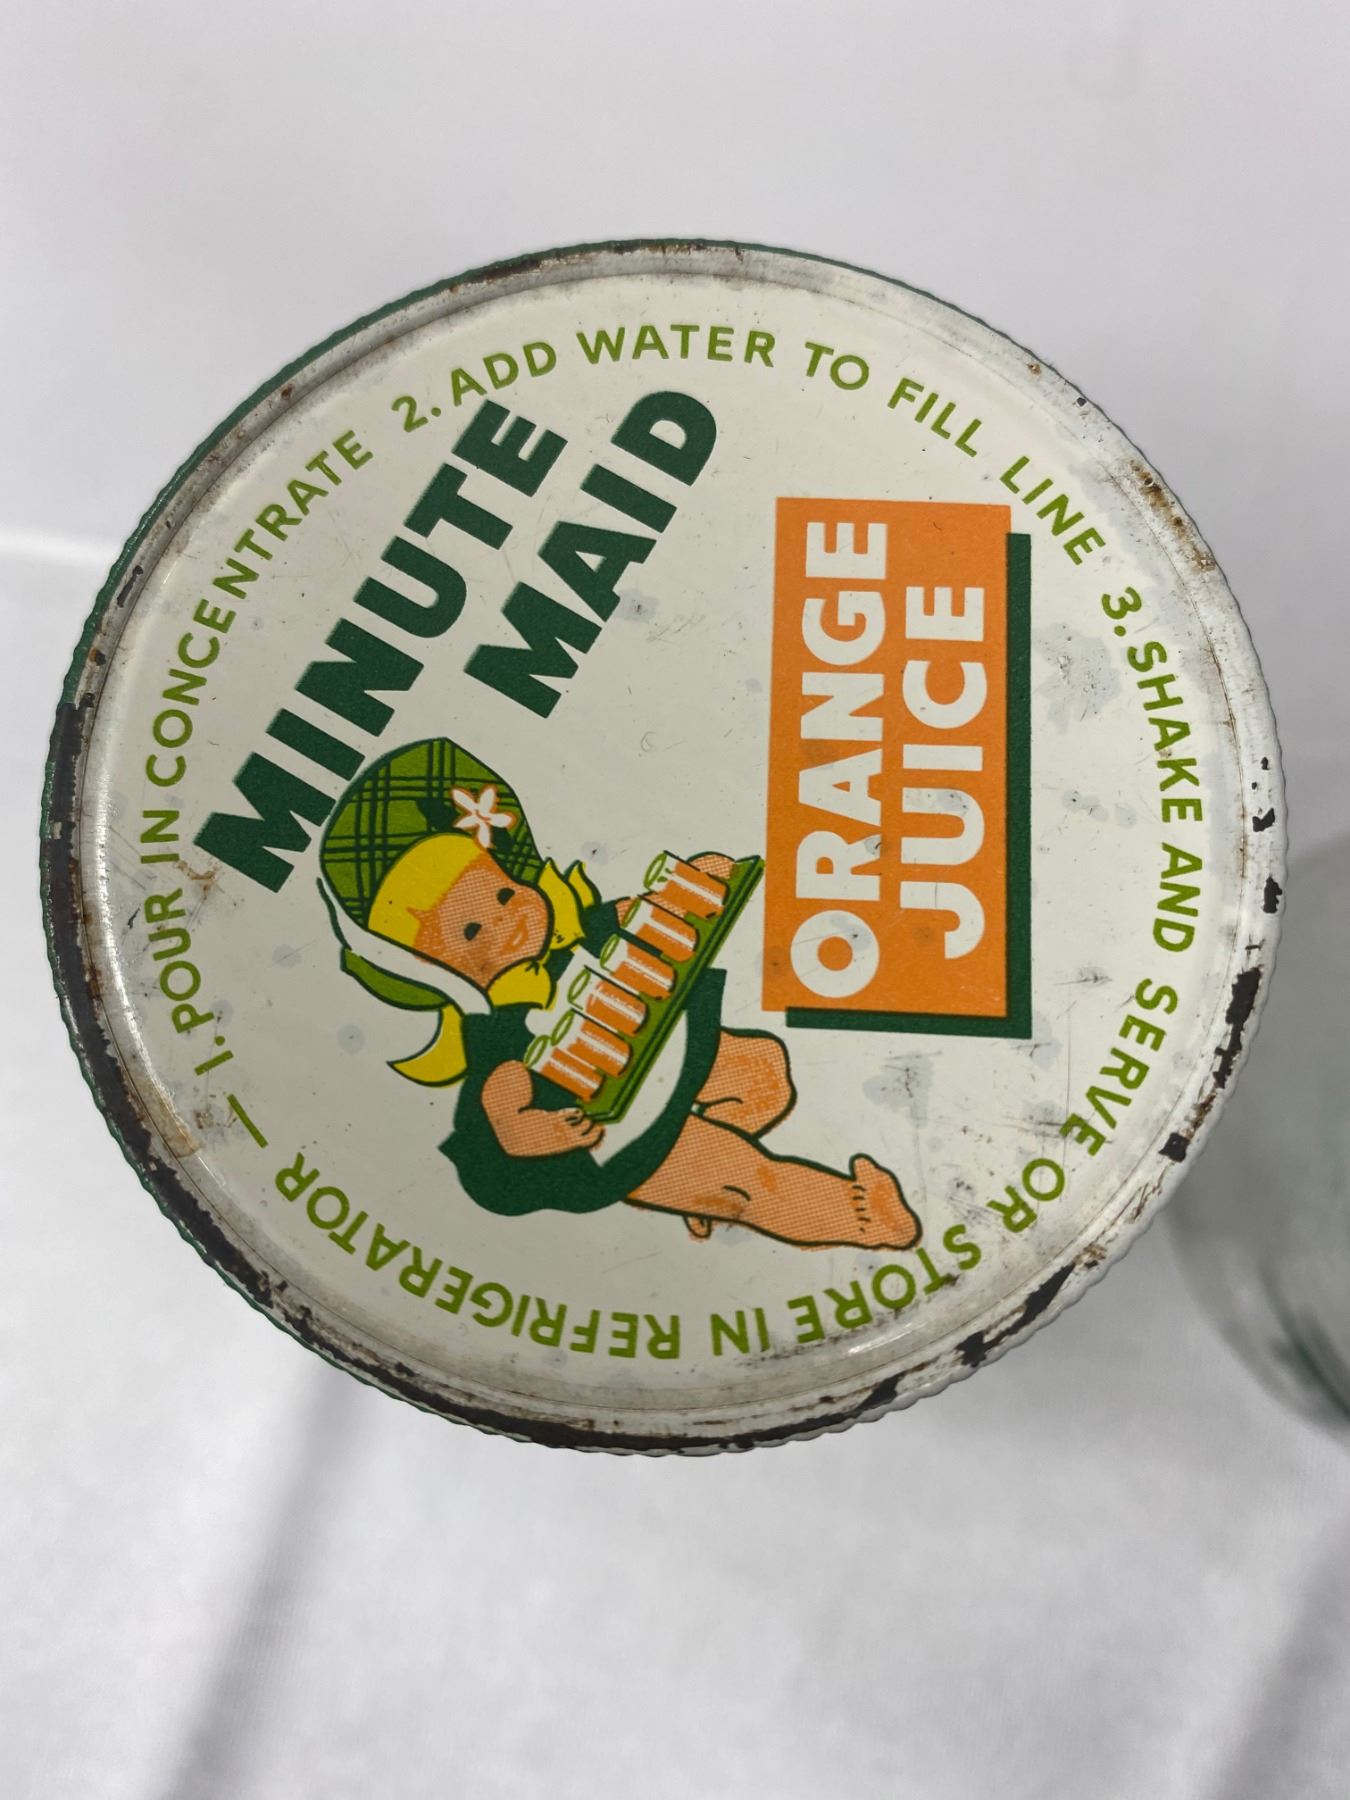 MINUTE
MAID
ORANGE
JUICE
1. POUR IN CONCENTRATE 2. ADD WATER TO FILL LINE 3. SHAKE AND SERVE OR STORE IN REFRIGERATOR —